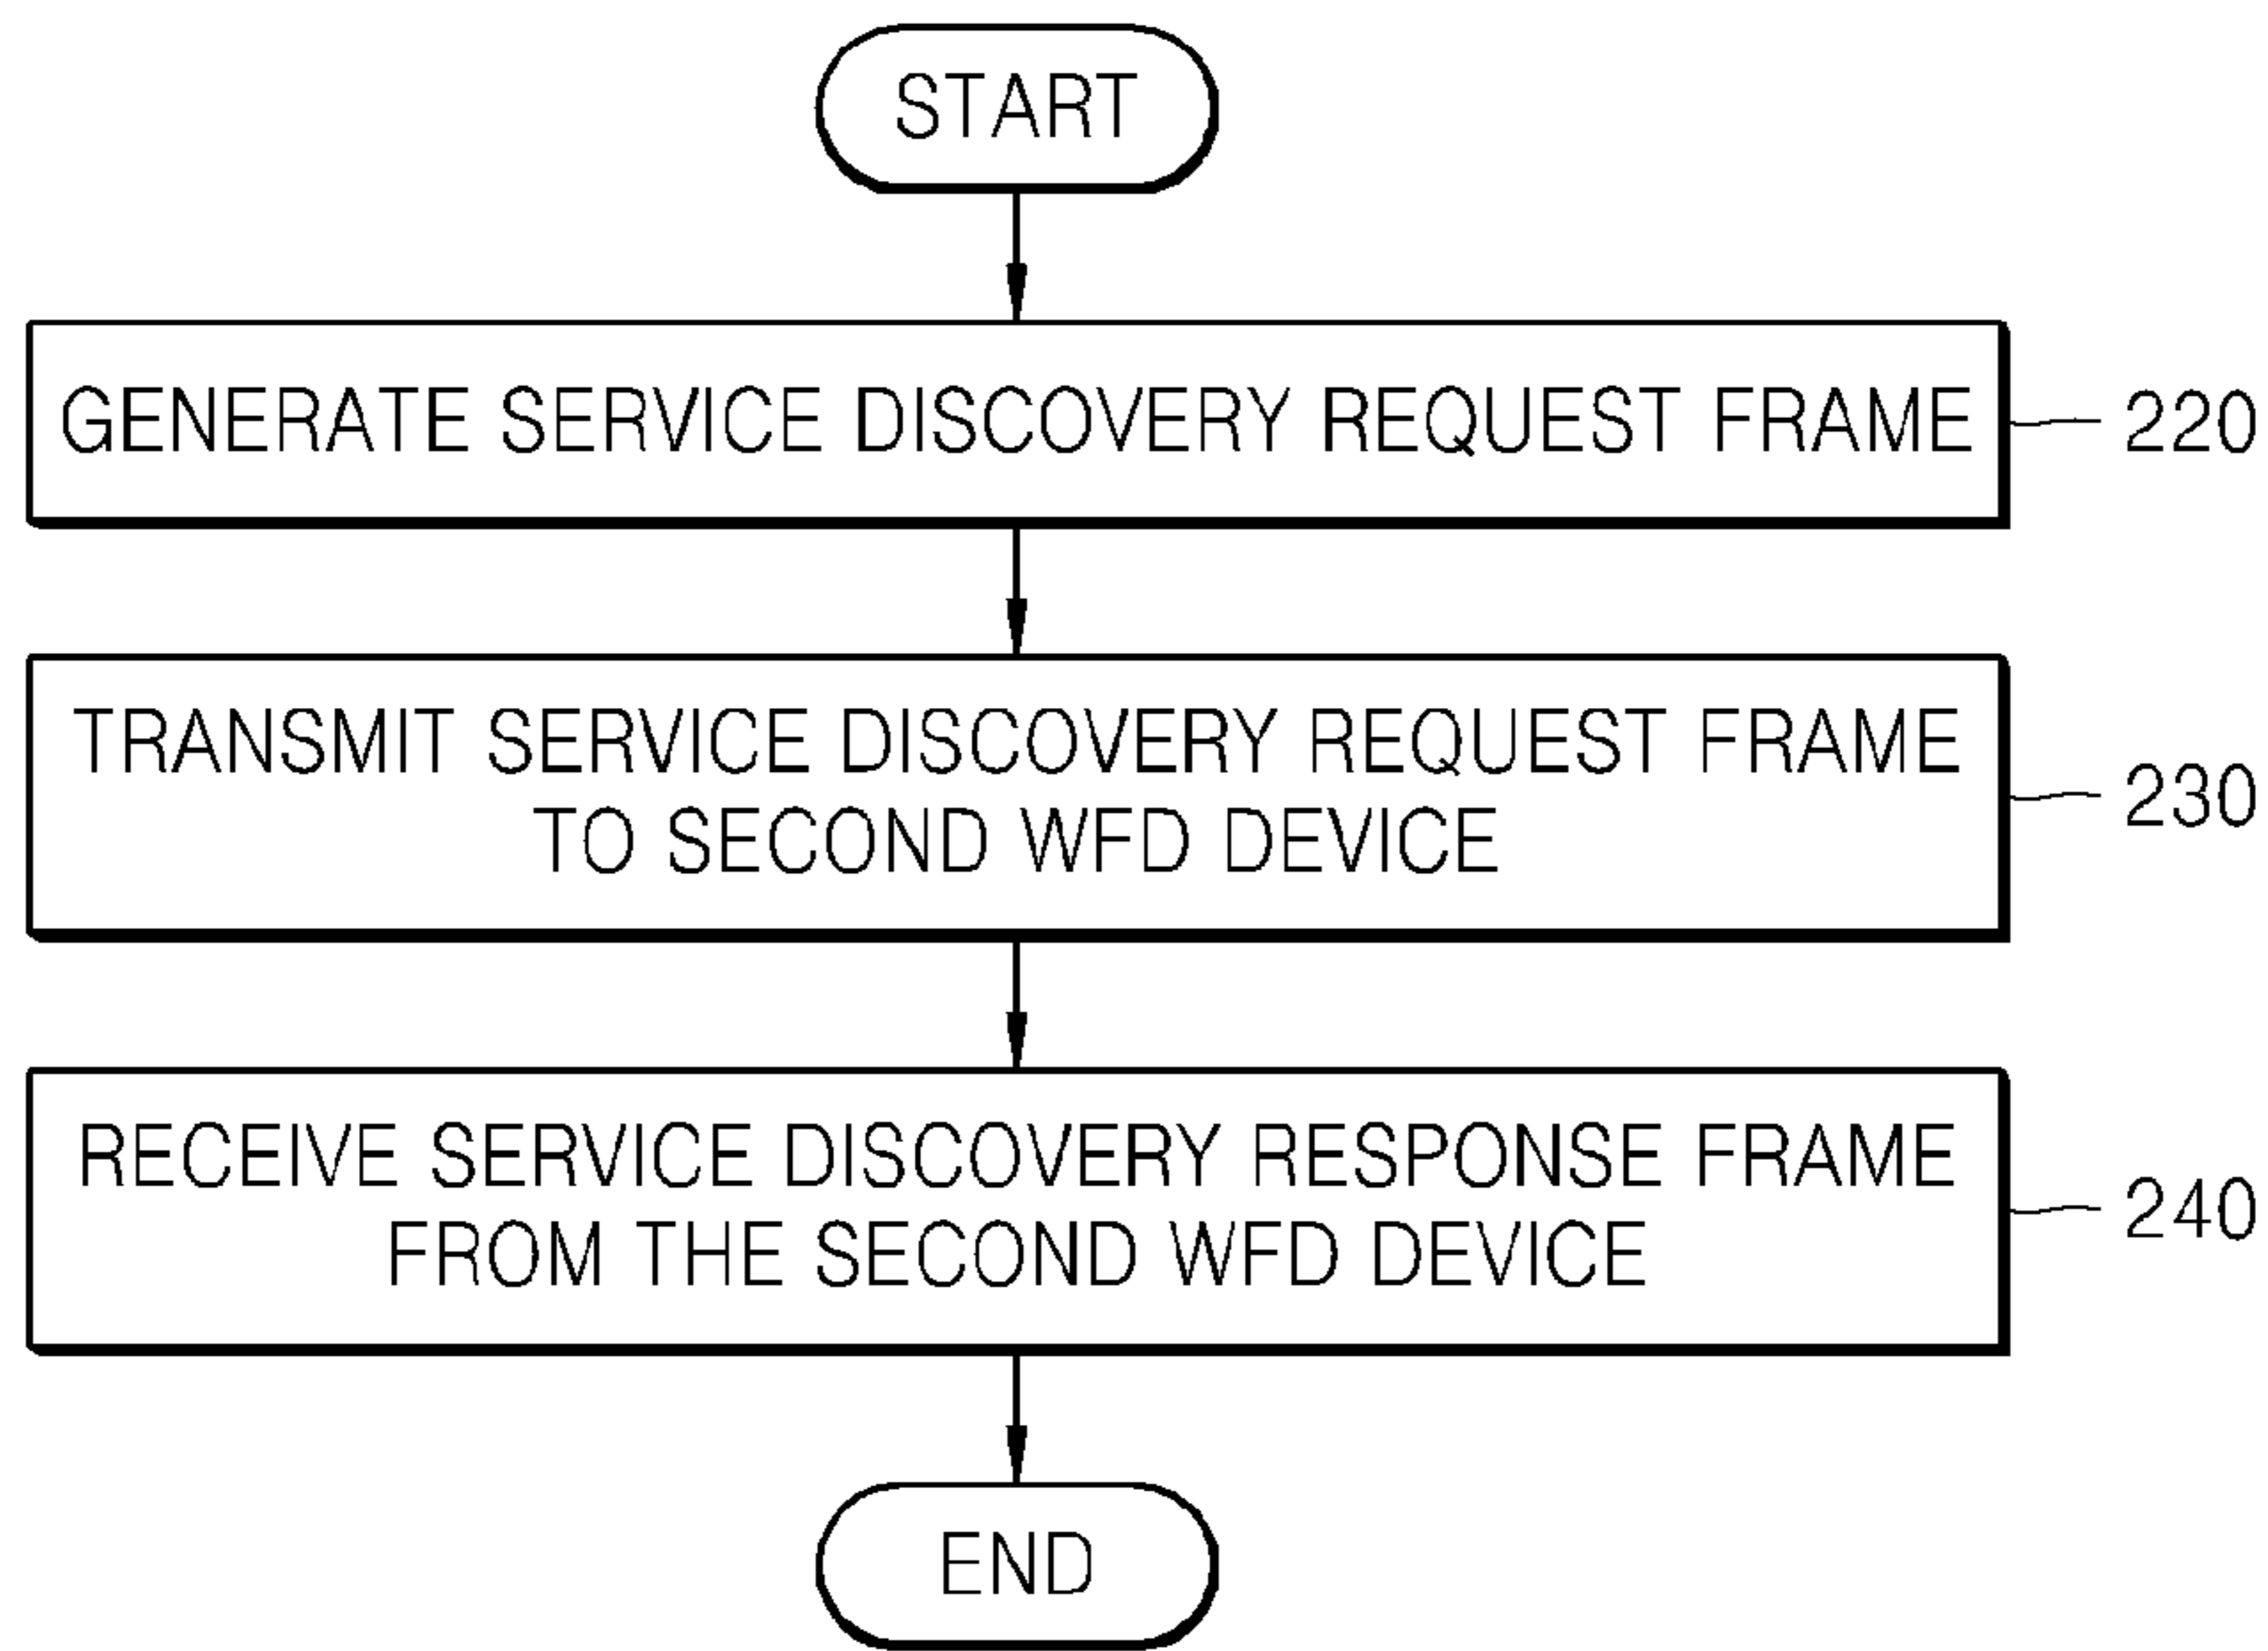 START
GENERATE SERVICE DISCOVERY REQUEST FRAME
220
TRANSMIT SERVICE DISCOVERY REQUEST FRAME
TO SECOND WFD DEVICE
230
RECEIVE SERVICE DISCOVERY RESPONSE FRAME
FROM THE SECOND WFD DEVICE
240
END